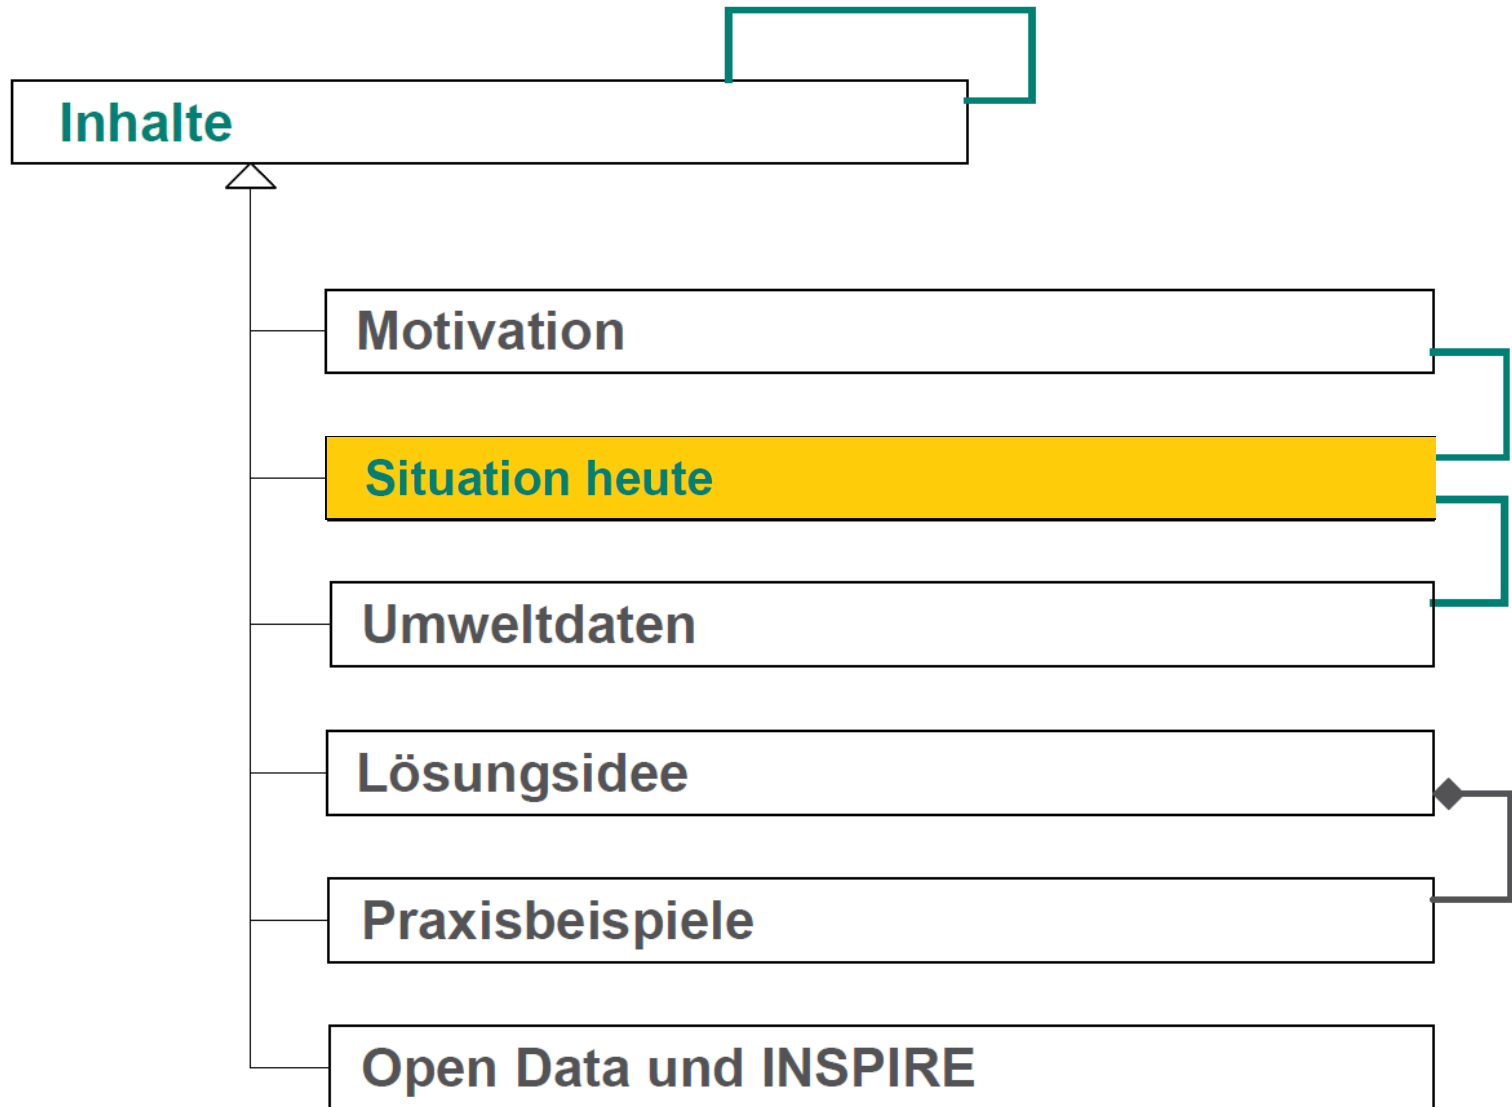 Inhalte
Motivation
Situation heute
Umweltdaten
Lösungsidee
Praxisbeispiele
Open Data und INSPIRE